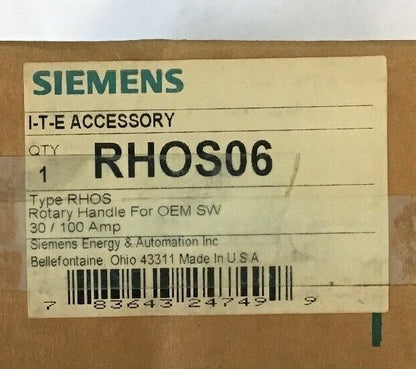 SIEMENS
I-T-E ACCESSORY
QTY
1 RHOS06
Type RHOS
Rotary Handle For OEM SW
30 / 100 Amp
Siemens Energy & Automation Inc
Bellefontaine, Ohio 43311 Made In U.S.A
7 83643 24749 9